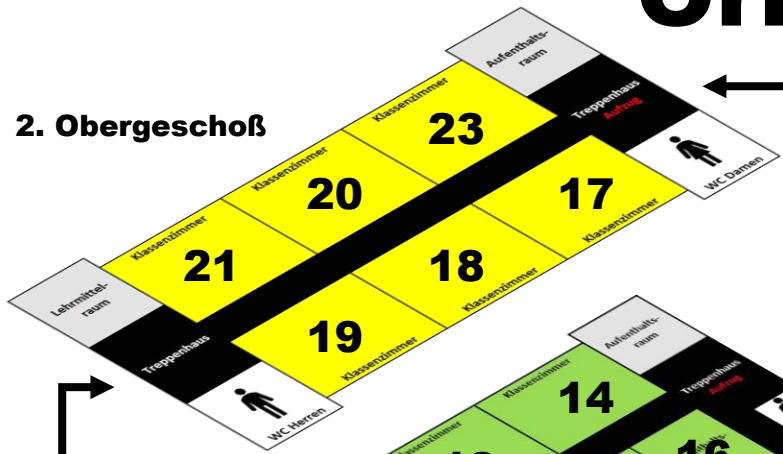 Aufenthalts-
raum
Klassenzimmer
23
Treppenhaus
Aufzug
2. Obergeschoß
Klassenzimmer
20
WC Damen
17
Klassenzimmer
Klassenzimmer
21
18
Klassenzimmer
Lehrmittel-
raum
Treppenhaus
19
Klassenzimmer
WC Herren
Aufenthalts-
raum
Klassenzimmer
14
Treppenhaus
Aufzug
16